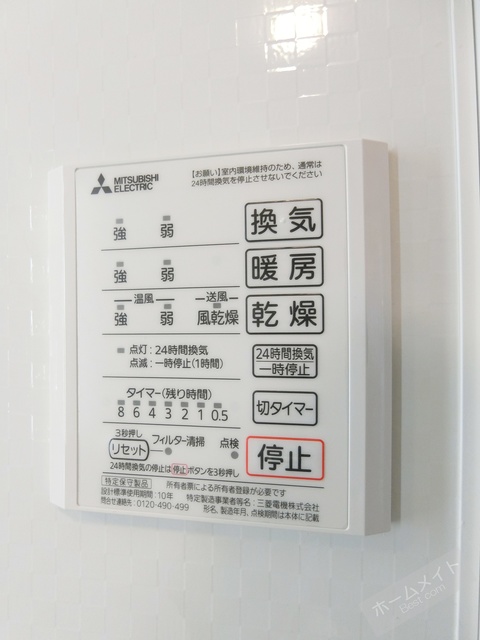 MITSUBISHI
ELECTRIC
【お願い】室内環境維持のため、通常は
24時間換気を停止させないでください
強 弱 換気
強 弱 暖房
温風 送風
強 弱 風乾燥 乾燥
点灯：24時間換気
点滅：一時停止(1時間)
24時間換気
一時停止
タイマー(残り時間)
8 6 4 3 2 1 0.5
切タイマー
3秒押し
リセット フィルター清掃 点検
停止
24時間換気の停止は停止ボタンを3秒押し
特定保守製品 所有者票による所有者登録が必要です
設計標準使用期間：10年 特定製造事業者等名：三菱電機株式会社
問合せ連絡先：0120-490-499 形名、製造年月、点検期間は本体に記載
ホームメイト
Best.com